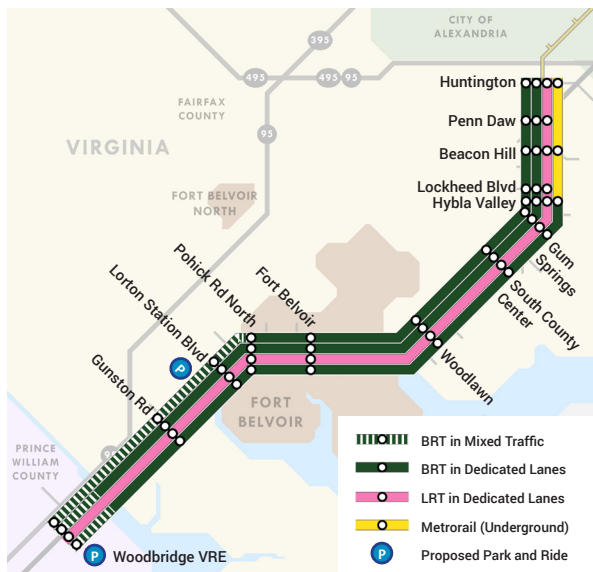 CITY OF
ALEXANDRIA
395
495
495 95
Huntington
FAIRFAX
COUNTY
Penn Daw
95
VIRGINIA
Beacon Hill
Lockheed Blvd
FORT BELVOIR
NORTH
Hybla Valley
Gum
Springs
South County
Center
Woodlawn
Fort Belvoir
Pohick Rd North
Lorton Station Blvd
Gunston Rd
P
FORT
BELVOIR
PRINCE
WILLIAM
COUNTY
95
P
Woodbridge VRE
BRT in Mixed Traffic
BRT in Dedicated Lanes
LRT in Dedicated Lanes
Metrorail (Underground)
P Proposed Park and Ride